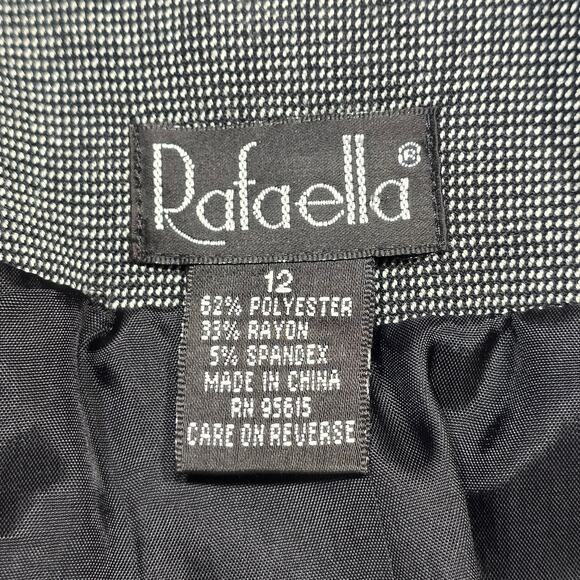 Rafaella®
12
62% POLYESTER
33% RAYON
5% SPANDEX
MADE IN CHINA
RN 95615
CARE ON REVERSE